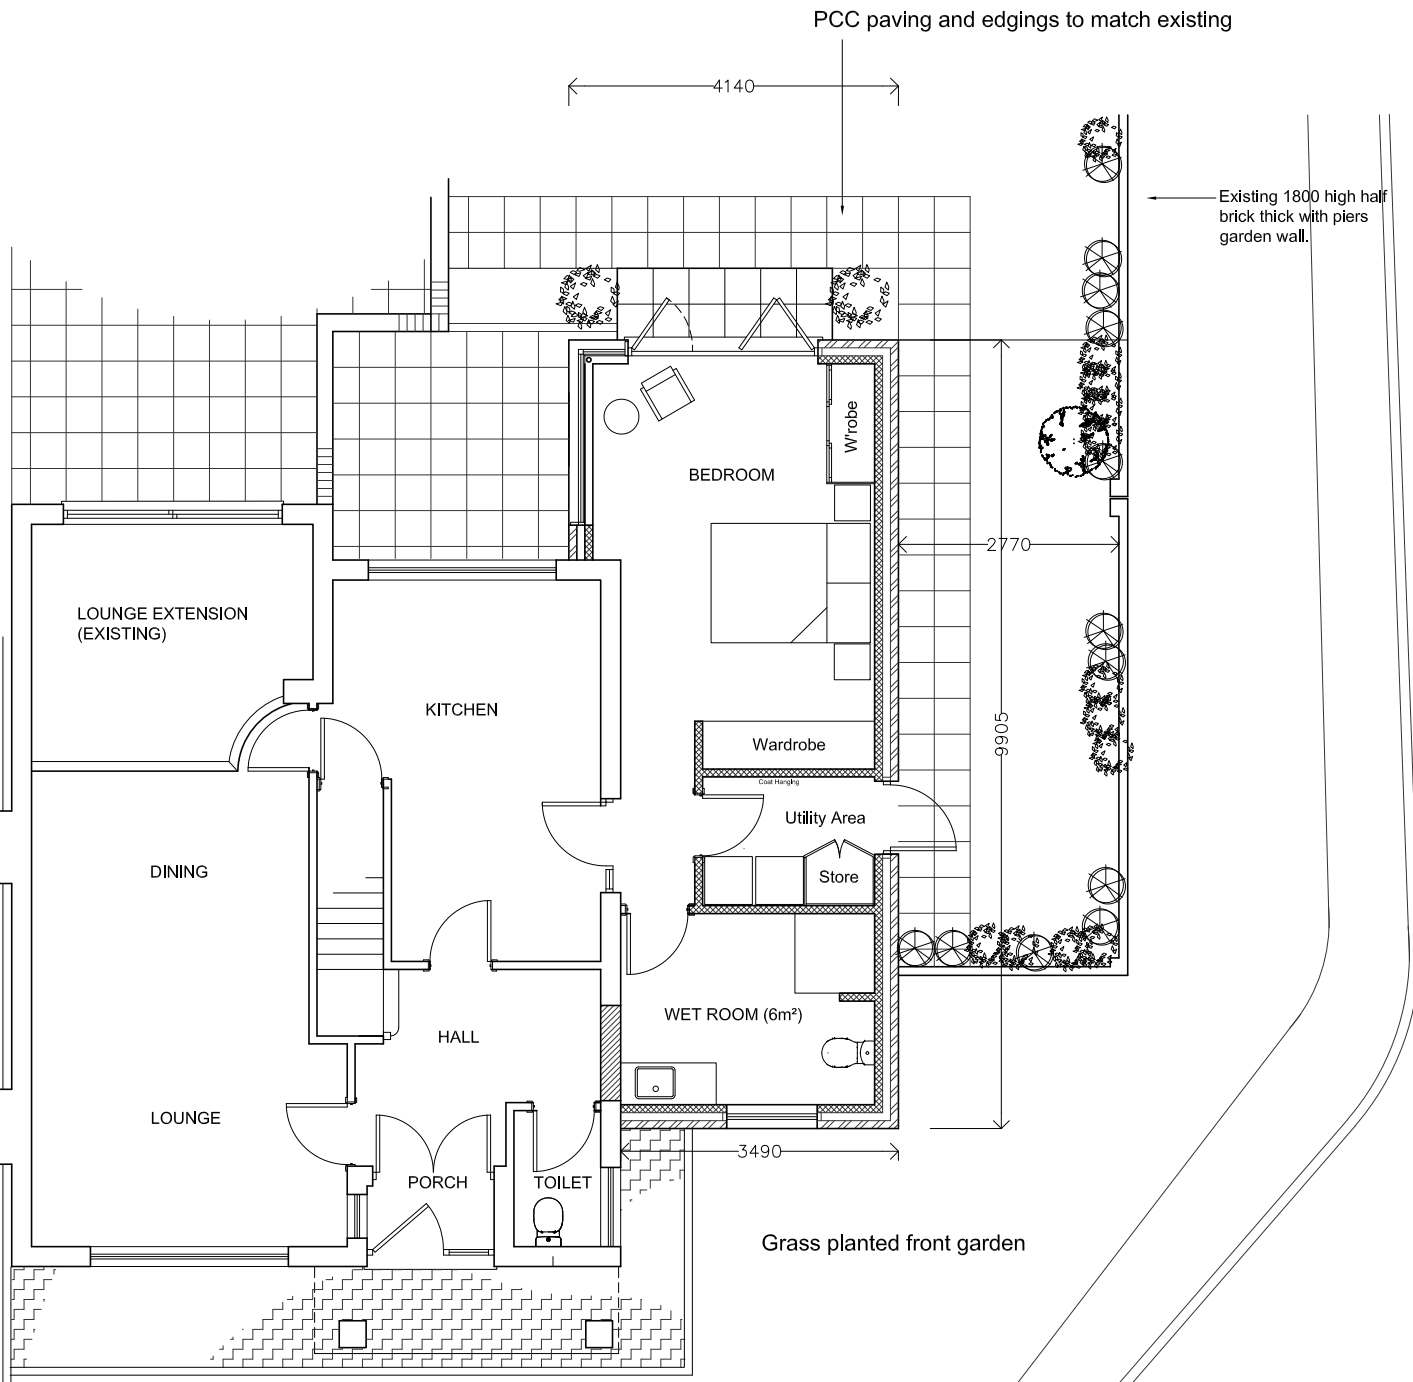 PCC paving and edgings to match existing
4140
Existing 1800 high half
brick thick with piers
garden wall.
W'robe
BEDROOM
2770
LOUNGE EXTENSION
(EXISTING)
KITCHEN
9905
Wardrobe
Coat Hanging
Utility Area
DINING
Store
WET ROOM (6m²)
HALL
LOUNGE
3490
PORCH
TOILET
Grass planted front garden